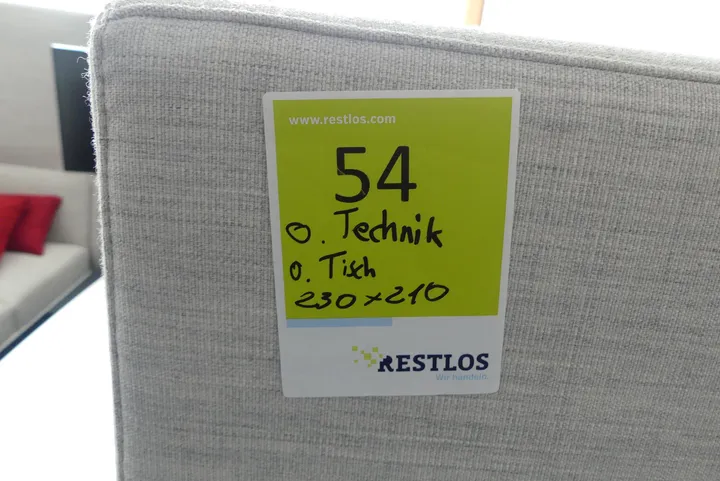 www.restlos.com
54
O. Technik
O. Tisch
230 x 210
RESTLOS
Wir handeln.